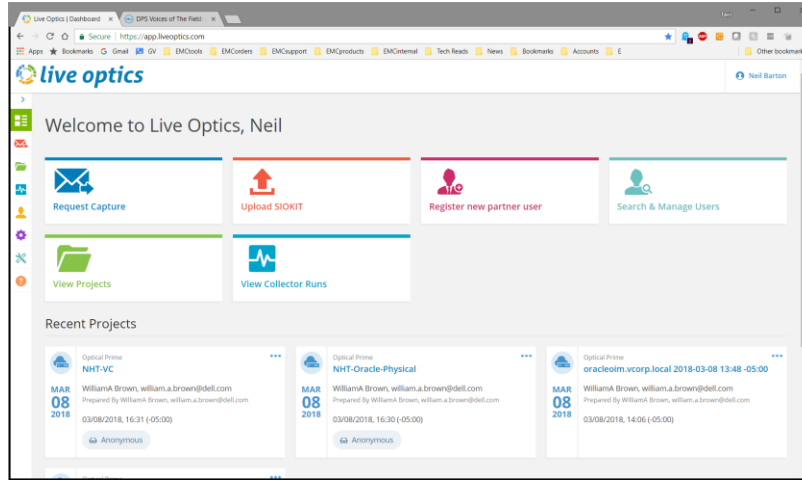 Live Optics | Dashboard
DPS Voices of The Field
Secure | https://app.liveoptics.com
Apps Bookmarks Gmail GV EMCtools EMCorders EMCsupport EMCproducts EMCinternal Tech Reads News Bookmarks Accounts E Other bookmark
live optics
Neil Barton
Welcome to Live Optics, Neil
Request Capture
Upload SIOKIT
Register new partner user
Search & Manage Users
View Projects
View Collector Runs
Recent Projects
Optical Prime
NHT-VC
MAR
08
2018
WilliamA Brown, william.a.brown@dell.com
Prepared By WilliamA Brown, william.a.brown@dell.com
03/08/2018, 16:31 (-05:00)
Anonymous
Optical Prime
NHT-Oracle-Physical
MAR
08
2018
WilliamA Brown, william.a.brown@dell.com
Prepared By WilliamA Brown, william.a.brown@dell.com
03/08/2018, 16:30 (-05:00)
Anonymous
Optical Prime
oracleoim.vcorp.local 2018-03-08 13:48 -05:00
MAR
08
2018
WilliamA Brown, william.a.brown@dell.com
Prepared By WilliamA Brown, william.a.brown@dell.com
03/08/2018, 14:06 (-05:00)
Optical Prime